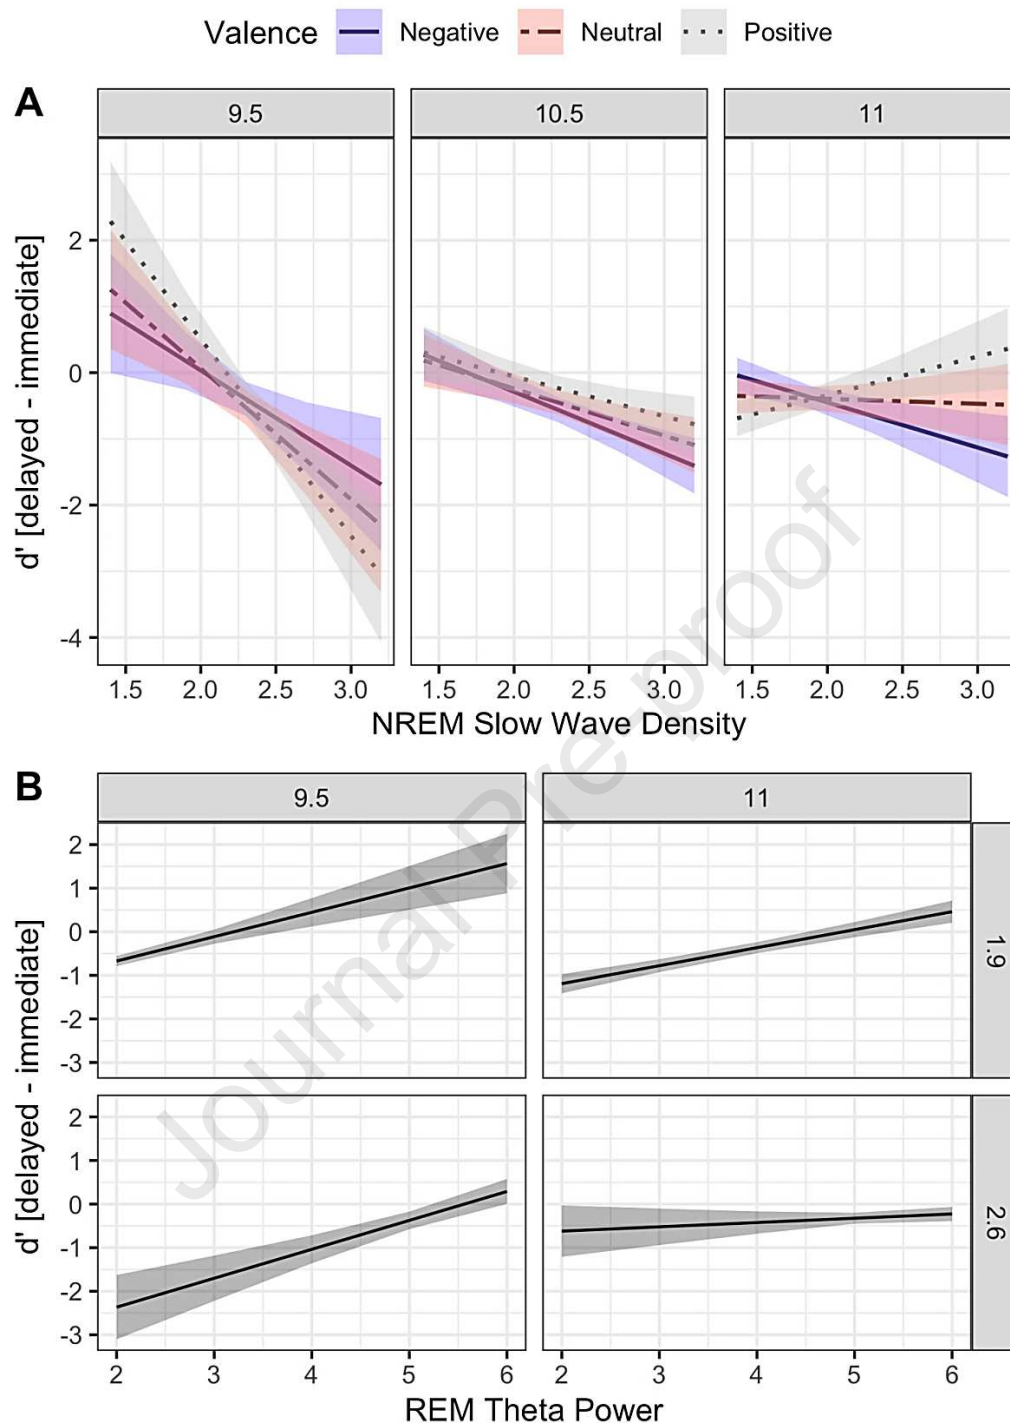 Valence Negative Neutral Positive
A
9.5 10.5 11
d' [delayed - immediate]
2
0
-2
-4
1.5 2.0 2.5 3.0 1.5 2.0 2.5 3.0 1.5 2.0 2.5 3.0
NREM Slow Wave Density
B
9.5 11
d' [delayed - immediate]
2
1
0
-1
-2
-3
1.9
2
1
0
-1
-2
-3
2.6
2 3 4 5 6 2 3 4 5 6
REM Theta Power
Journal Pre-proof